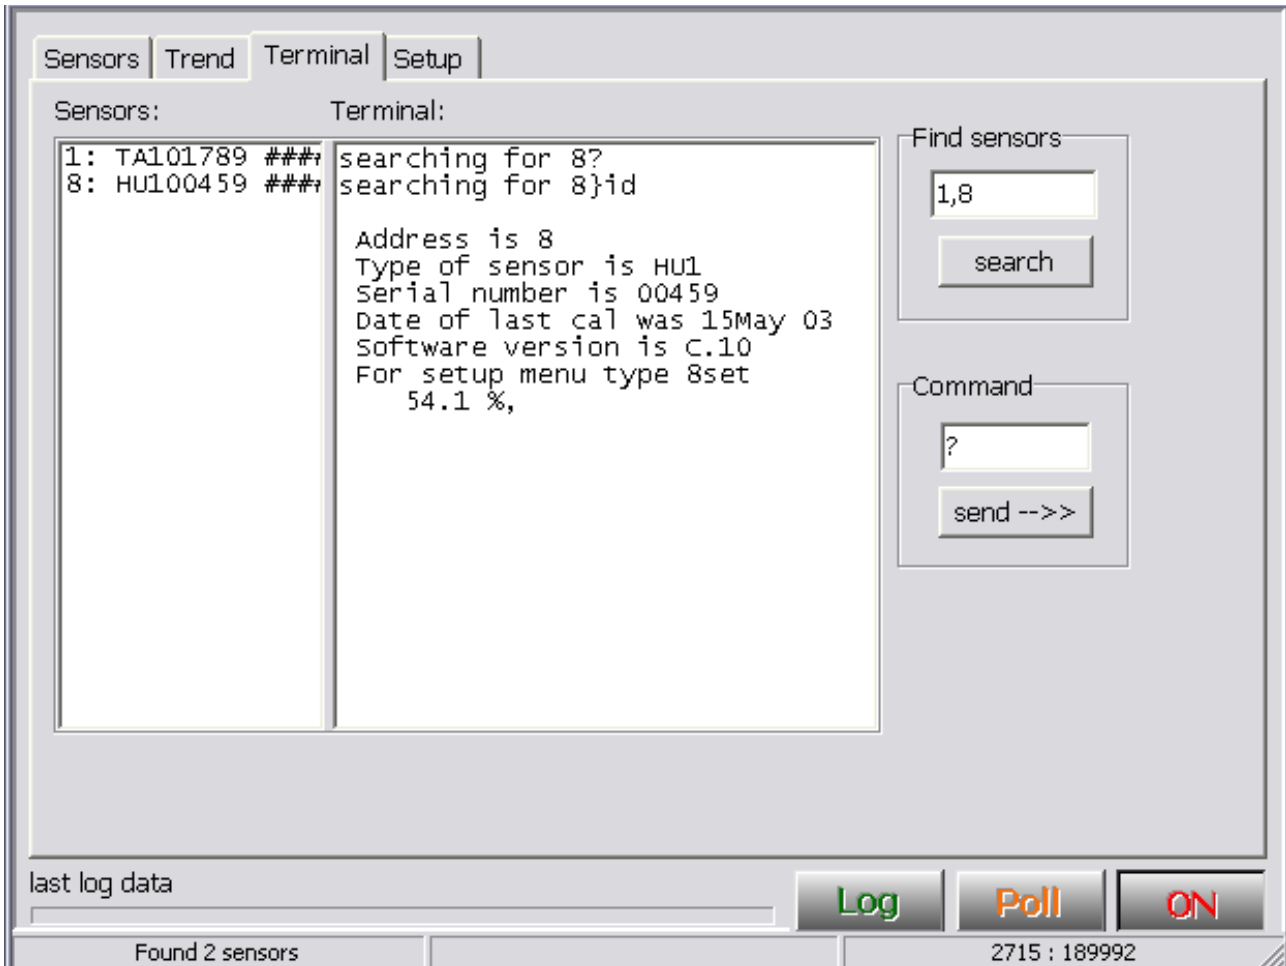 Sensors Trend Terminal Setup
Sensors: Terminal:
1: TA101789 ####
8: HU100459 ####
searching for 8?
searching for 8}id
Address is 8
Type of sensor is HU1
Serial number is 00459
Date of last cal was 15May 03
Software version is C.10
For setup menu type 8set
54.1 %,
Find sensors
1,8
search
Command
?
send -->>
last log data
Log Poll ON
Found 2 sensors 2715 : 189992